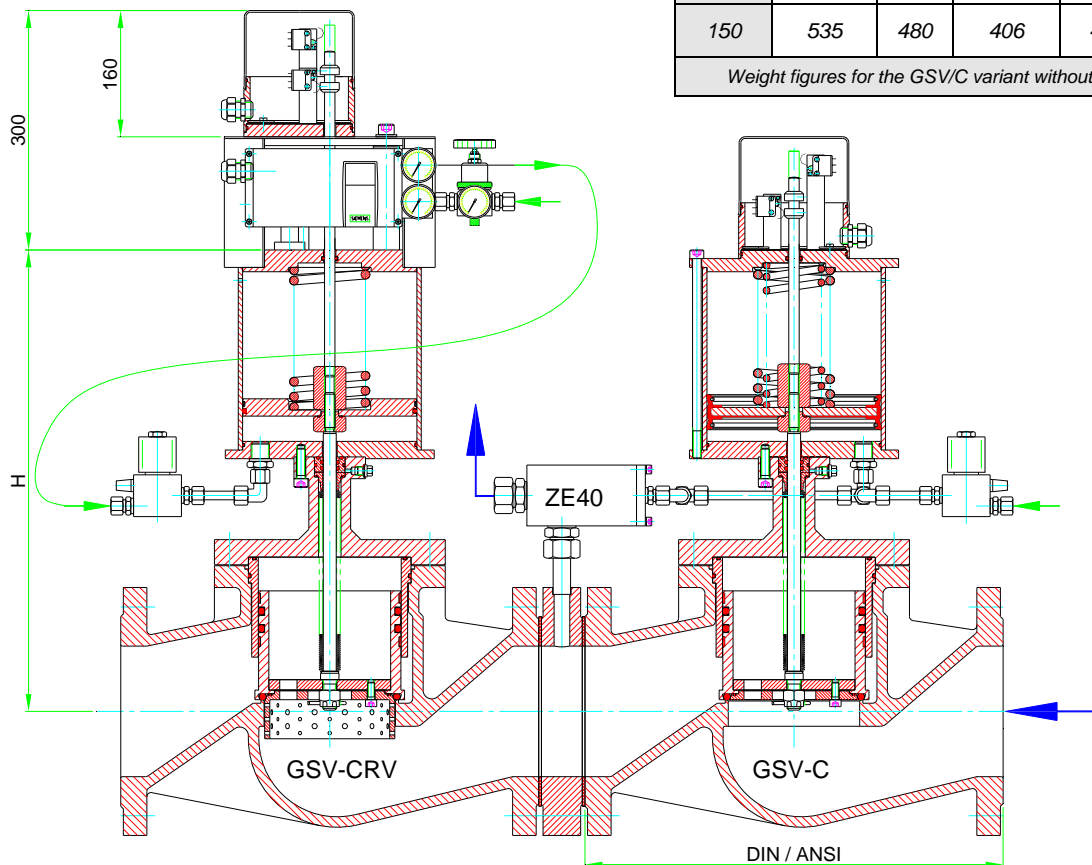 150 535 480 406
Weight figures for the GSV/C variant without
160
300
H
ZE40
GSV-CRV
GSV-C
DIN / ANSI